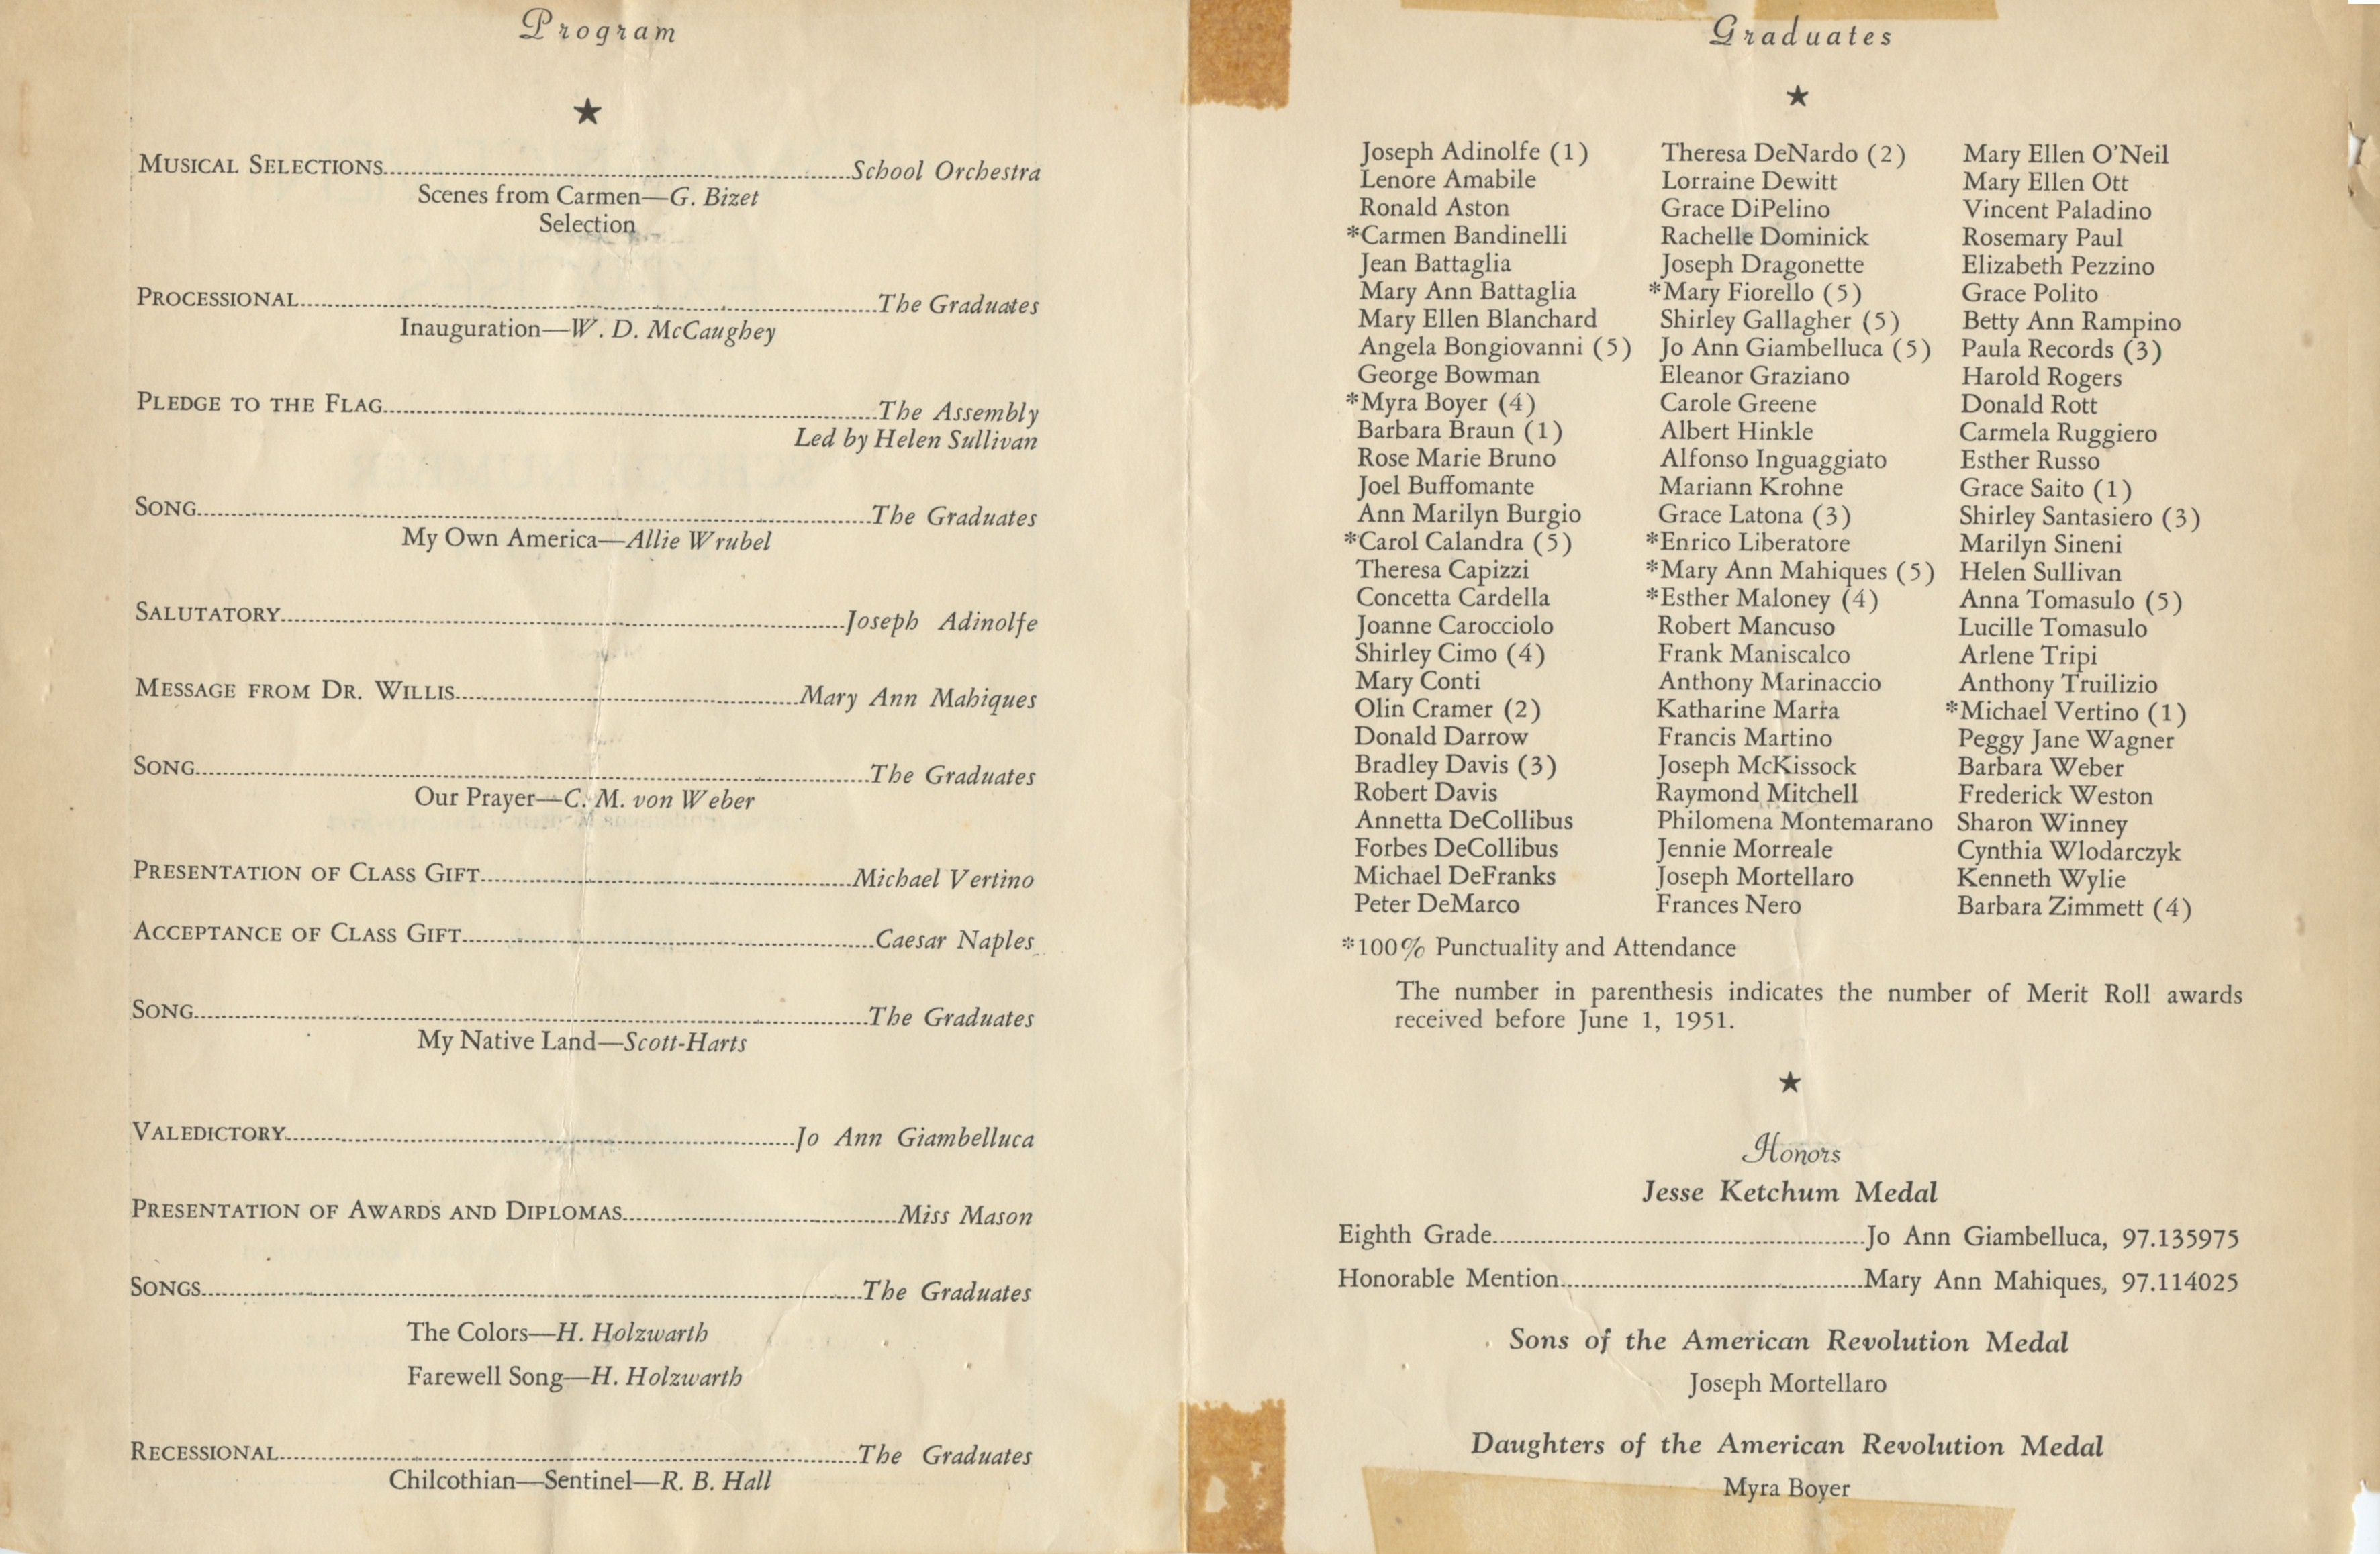 Program
★
MUSICAL SELECTIONS........School Orchestra
Scenes from Carmen—G. Bizet
Selection
PROCESSIONAL........The Graduates
Inauguration—W. D. McCaughey
PLEDGE TO THE FLAG........The Assembly
Led by Helen Sullivan
SONG........The Graduates
My Own America—Allie Wrubel
SALUTATORY........Joseph Adinolfe
MESSAGE FROM DR. WILLIS........Mary Ann Mahiques
SONG........The Graduates
Our Prayer—C. M. von Weber
PRESENTATION OF CLASS GIFT........Michael Vertino
ACCEPTANCE OF CLASS GIFT........Caesar Naples
SONG........The Graduates
My Native Land—Scott-Harts
VALEDICTORY........Jo Ann Giambelluca
PRESENTATION OF AWARDS AND DIPLOMAS........Miss Mason
SONGS........The Graduates
The Colors—H. Holzwarth
Farewell Song—H. Holzwarth
RECESSIONAL........The Graduates
Chilcothian—Sentinel—R. B. Hall
Graduates
★
Joseph Adinolfe (1)
Lenore Amabile
Ronald Aston
*Carmen Bandinelli
Jean Battaglia
Mary Ann Battaglia
Mary Ellen Blanchard
Angela Bongiovanni (5)
George Bowman
*Myra Boyer (4)
Barbara Braun (1)
Rose Marie Bruno
Joel Buffomante
Ann Marilyn Burgio
*Carol Calandra (5)
Theresa Capizzi
Concetta Cardella
Joanne Carocciolo
Shirley Cimo (4)
Mary Conti
Olin Cramer (2)
Donald Darrow
Bradley Davis (3)
Robert Davis
Annetta DeCollibus
Forbes DeCollibus
Michael DeFranks
Peter DeMarco
Theresa DeNardo (2)
Lorraine Dewitt
Grace DiPelino
Rachelle Dominick
Joseph Dragonette
*Mary Fiorello (5)
Shirley Gallagher (5)
Jo Ann Giambelluca (5)
Eleanor Graziano
Carole Greene
Albert Hinkle
Alfonso Inguaggiato
Mariann Krohne
Grace Latona (3)
*Enrico Liberatore
*Mary Ann Mahiques (5)
*Esther Maloney (4)
Robert Mancuso
Frank Maniscalco
Anthony Marinaccio
Katharine Marra
Francis Martino
Joseph McKissock
Raymond Mitchell
Philomena Montemarano
Jennie Morreale
Joseph Mortellaro
Frances Nero
Mary Ellen O'Neil
Mary Ellen Ott
Vincent Paladino
Rosemary Paul
Elizabeth Pezzino
Grace Polito
Betty Ann Rampino
Paula Records (3)
Harold Rogers
Donald Rott
Carmela Ruggiero
Esther Russo
Grace Saito (1)
Shirley Santasiero (3)
Marilyn Sineni
Helen Sullivan
Anna Tomasulo (5)
Lucille Tomasulo
Arlene Tripi
Anthony Truilizio
*Michael Vertino (1)
Peggy Jane Wagner
Barbara Weber
Frederick Weston
Sharon Winney
Cynthia Wlodarczyk
Kenneth Wylie
Barbara Zimmett (4)
*100% Punctuality and Attendance
The number in parenthesis indicates the number of Merit Roll awards
received before June 1, 1951.
★
Honors
Jesse Ketchum Medal
Eighth Grade........Jo Ann Giambelluca, 97.135975
Honorable Mention........Mary Ann Mahiques, 97.114025
Sons of the American Revolution Medal
Joseph Mortellaro
Daughters of the American Revolution Medal
Myra Boyer